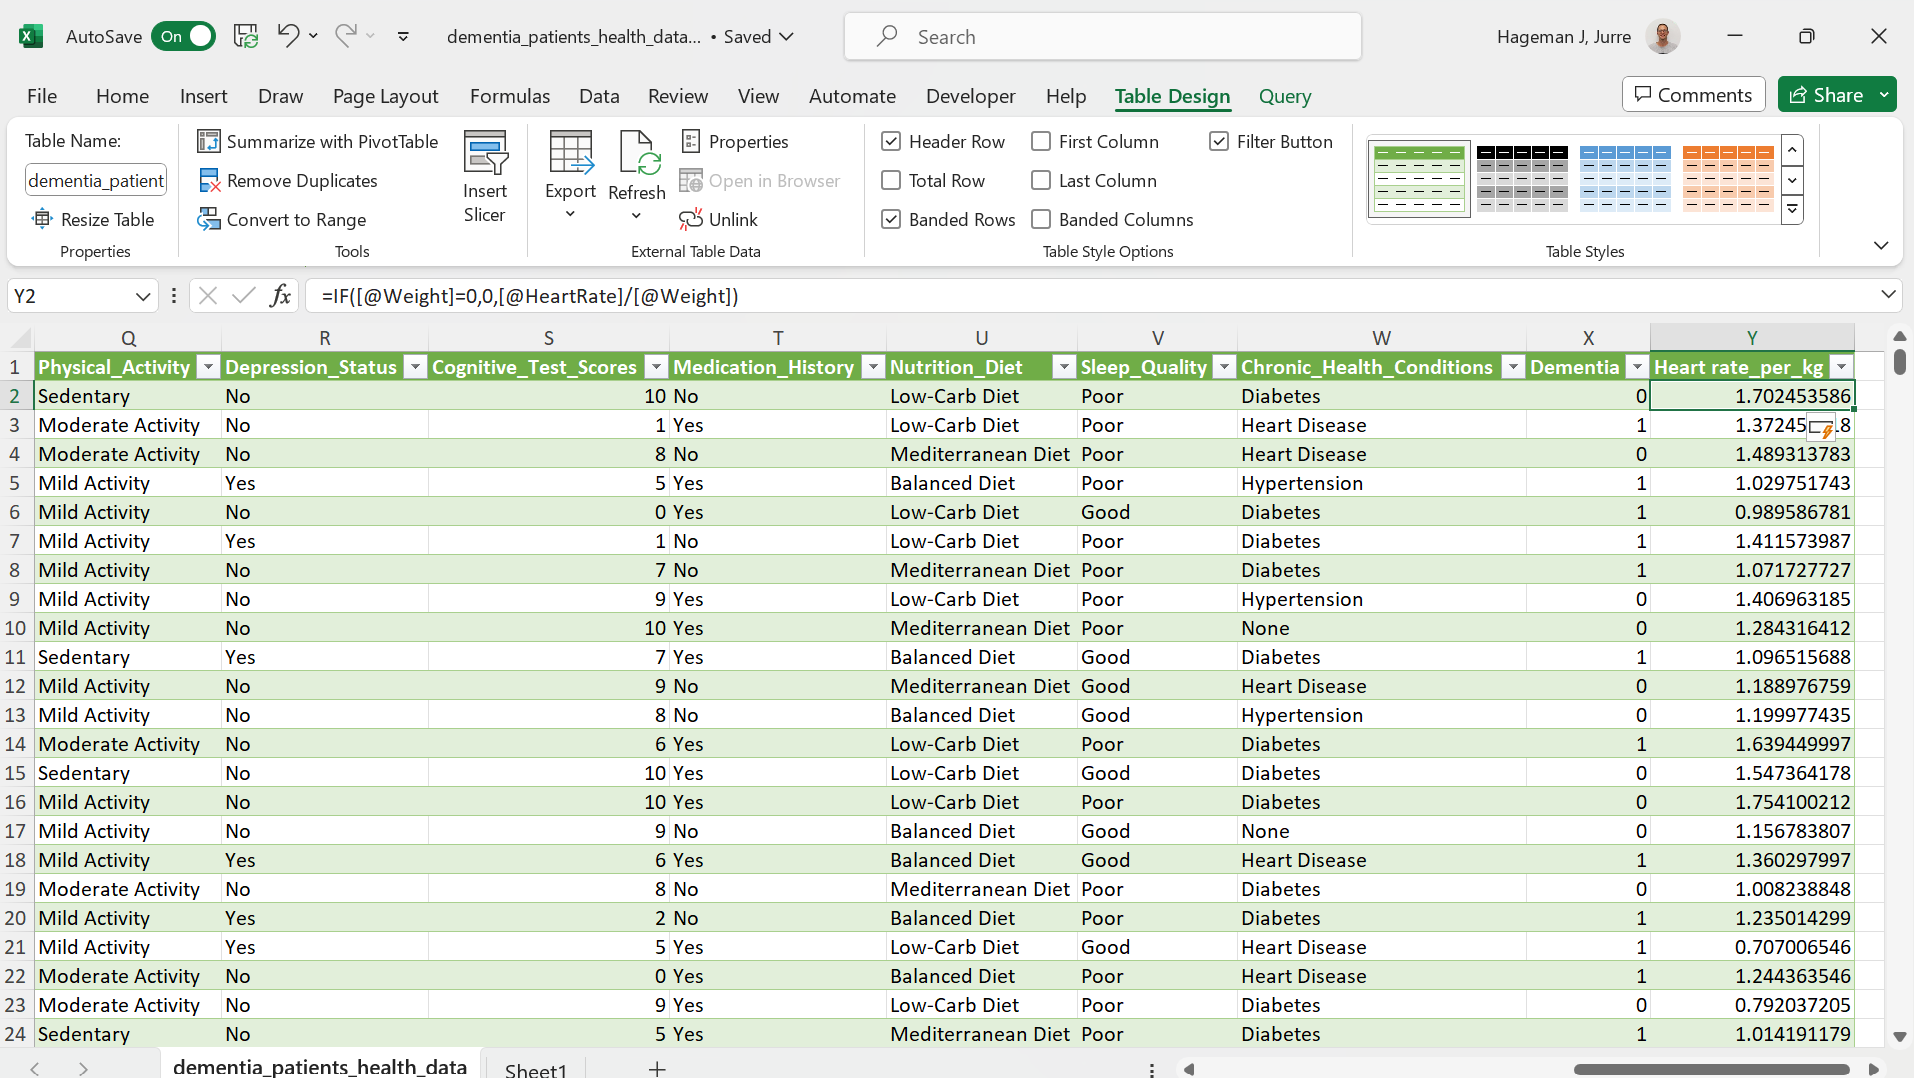 AutoSave On dementia_patients_health_data... • Saved Search Hageman J, Jurre
File Home Insert Draw Page Layout Formulas Data Review View Automate Developer Help Table Design Query Comments Share
Table Name: Summarize with PivotTable Properties Header Row First Column Filter Button
dementia_patient Remove Duplicates Insert Slicer Export Refresh Open in Browser Total Row Last Column
Resize Table Convert to Range Unlink Banded Rows Banded Columns
Properties Tools External Table Data Table Style Options Table Styles
Y2 fx =IF([@Weight]=0,0,[@HeartRate]/[@Weight])
Q R S T U V W X Y
1 Physical_Activity Depression_Status Cognitive_Test_Scores Medication_History Nutrition_Diet Sleep_Quality Chronic_Health_Conditions Dementia Heart rate_per_kg
2 Sedentary No 10 No Low-Carb Diet Poor Diabetes 0 1.702453586
3 Moderate Activity No 1 Yes Low-Carb Diet Poor Heart Disease 1
4 Moderate Activity No 8 No Mediterranean Diet Poor Heart Disease 0 1.489313783
5 Mild Activity Yes 5 Yes Balanced Diet Poor Hypertension 1 1.029751743
6 Mild Activity No 0 Yes Low-Carb Diet Good Diabetes 1 0.989586781
7 Mild Activity Yes 1 No Low-Carb Diet Poor Diabetes 1 1.411573987
8 Mild Activity No 7 No Mediterranean Diet Poor Diabetes 1 1.071727727
9 Mild Activity No 9 Yes Low-Carb Diet Poor Hypertension 0 1.406963185
10 Mild Activity No 10 Yes Mediterranean Diet Poor None 0 1.284316412
11 Sedentary Yes 7 Yes Balanced Diet Good Diabetes 1 1.096515688
12 Mild Activity No 9 No Mediterranean Diet Good Heart Disease 0 1.188976759
13 Mild Activity No 8 No Balanced Diet Good Hypertension 0 1.199977435
14 Moderate Activity No 6 Yes Low-Carb Diet Poor Diabetes 1 1.639449997
15 Sedentary No 10 Yes Low-Carb Diet Good Diabetes 0 1.547364178
16 Mild Activity No 10 Yes Low-Carb Diet Poor Diabetes 0 1.754100212
17 Mild Activity No 9 No Balanced Diet Good None 0 1.156783807
18 Mild Activity Yes 6 Yes Balanced Diet Good Heart Disease 1 1.360297997
19 Moderate Activity No 8 No Mediterranean Diet Poor Diabetes 0 1.008238848
20 Mild Activity Yes 2 No Balanced Diet Poor Diabetes 1 1.235014299
21 Mild Activity Yes 5 Yes Low-Carb Diet Good Heart Disease 1 0.707006546
22 Moderate Activity No 0 Yes Balanced Diet Poor Heart Disease 1 1.244363546
23 Moderate Activity No 9 Yes Low-Carb Diet Poor Diabetes 0 0.792037205
24 Sedentary No 5 Yes Mediterranean Diet Poor Diabetes 1 1.014191179
dementia_patients_health_data Sheet1